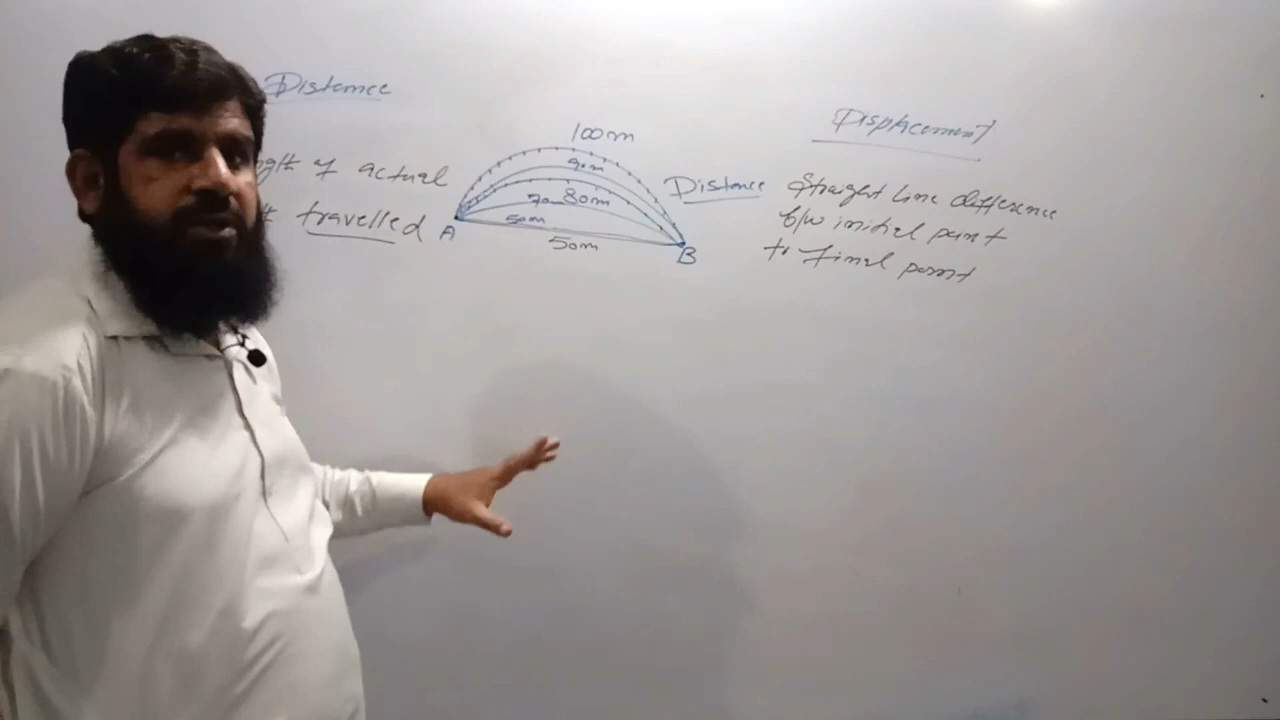 Distance
ngth of actual
travelled
100m
90m
70m 80m
50m
50m
A
B
Distance
Displacement
Straight line difference
b/w initial point
to Final point